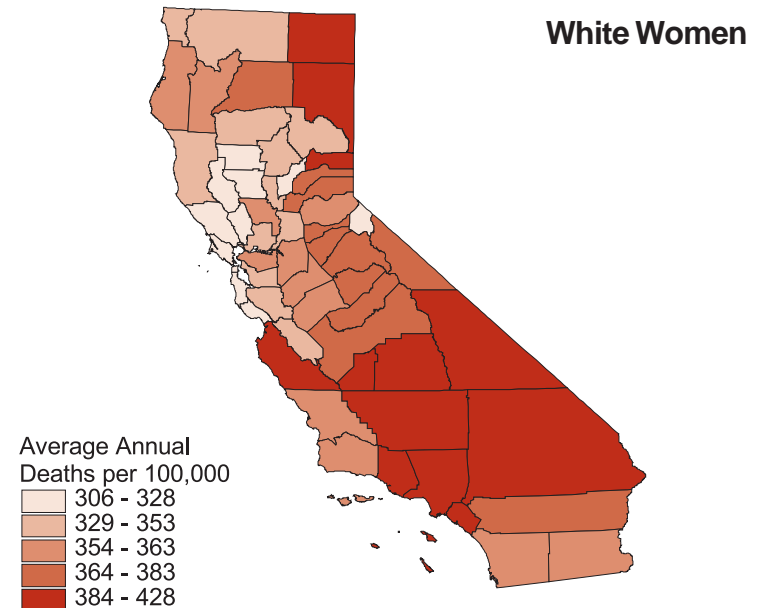 White Women
Average Annual
Deaths per 100,000
306 - 328
329 - 353
354 - 363
364 - 383
384 - 428